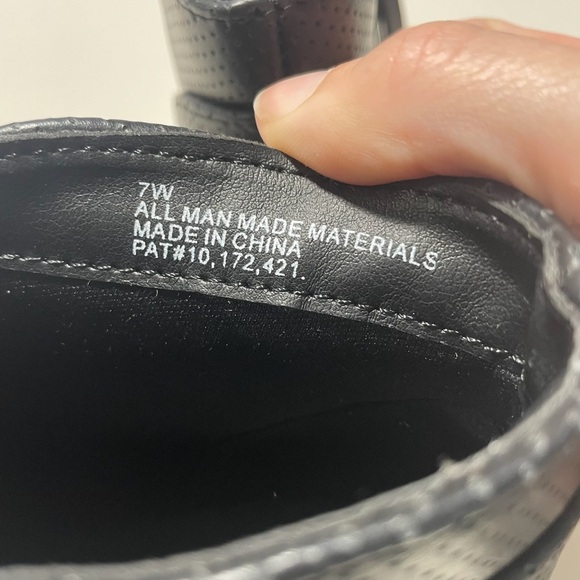 7W
ALL MAN MADE MATERIALS
MADE IN CHINA
PAT#10,172,421.